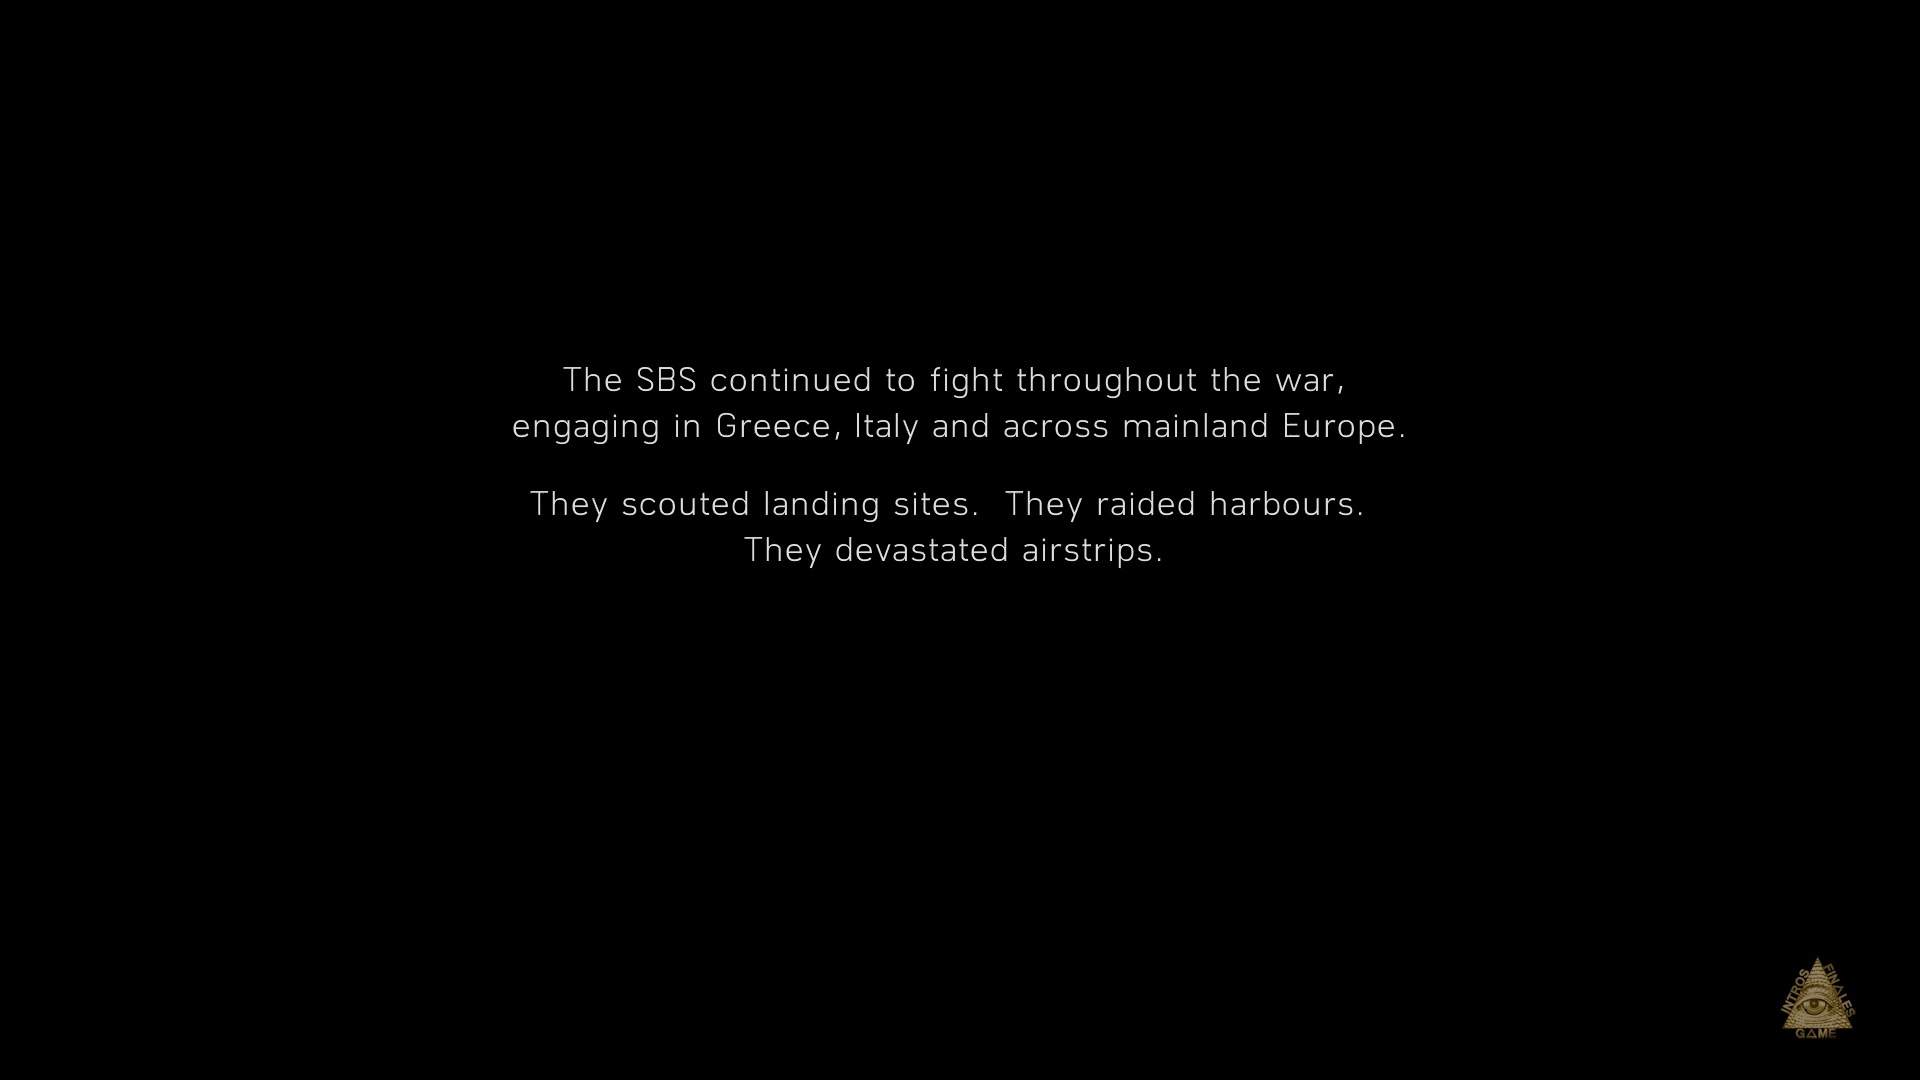 The SBS continued to fight throughout the war,
engaging in Greece, Italy and across mainland Europe.
They scouted landing sites.  They raided harbours.
They devastated airstrips.
INTROS FINALES
GAME